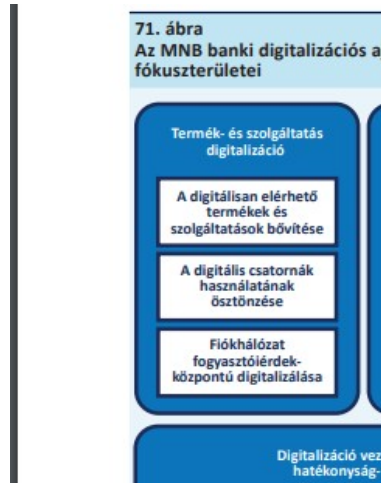 71. ábra
Az MNB banki digitalizációs
fókuszterületei
Termék- és szolgáltatás
digitalizáció
A digitálisan elérhető
termékek és
szolgáltatások bővítése
A digitális csatornák
használatának
ösztönzése
Fiókhálózat
fogyasztóiérdek-
központú digitalizálása
Digitalizáció
hatékonyság-